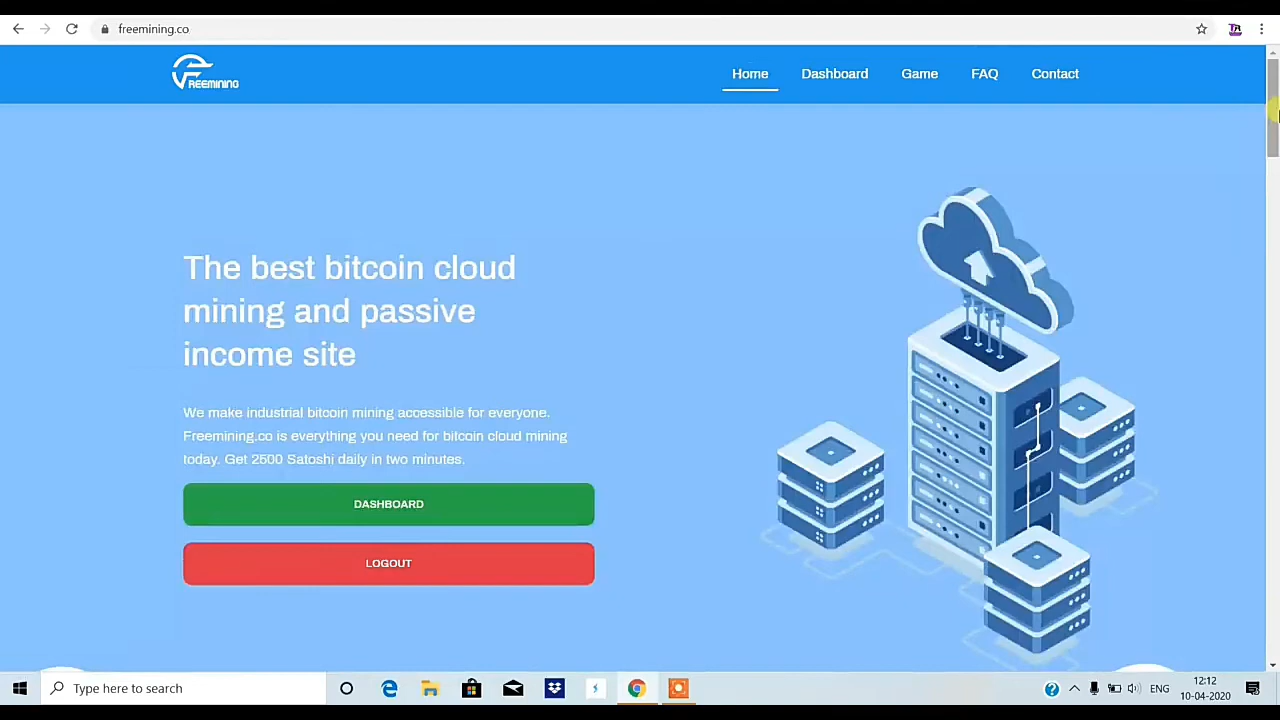 freemining.co
FREEMINING
Home Dashboard Game FAQ Contact
The best bitcoin cloud
mining and passive
income site
We make industrial bitcoin mining accessible for everyone.
Freemining.co is everything you need for bitcoin cloud mining
today. Get 2500 Satoshi daily in two minutes.
DASHBOARD
LOGOUT
Type here to search
ENG
12:12
10-04-2020